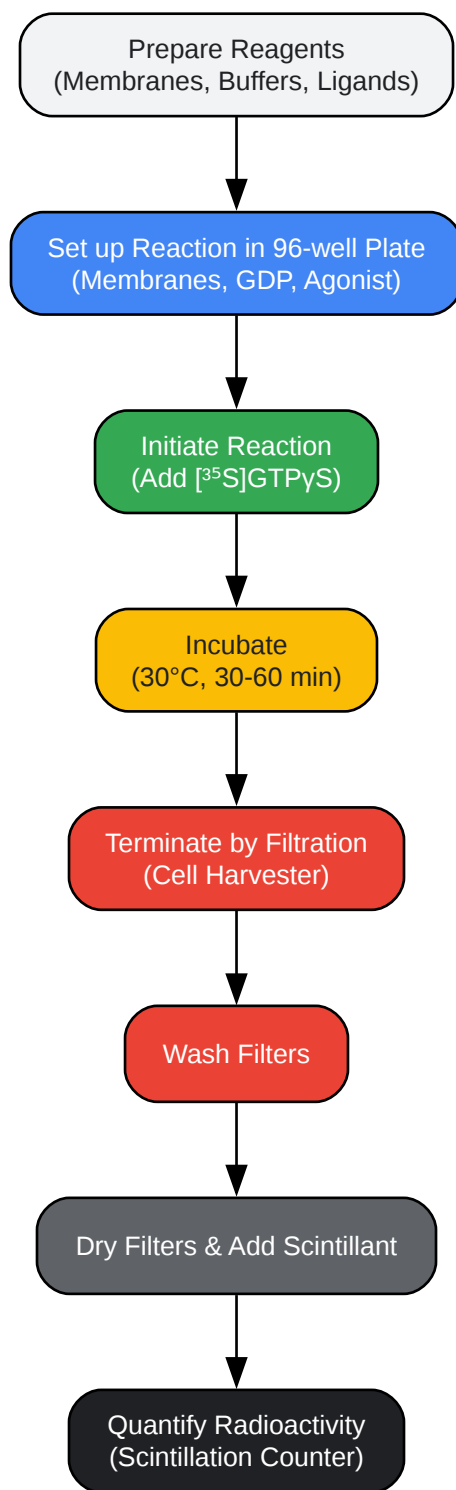 Prepare Reagents
(Membranes, Buffers, Ligands)
Set up Reaction in 96-well Plate
(Membranes, GDP, Agonist)
Initiate Reaction
(Add [³⁵S]GTPγS)
Incubate
(30°C, 30-60 min)
Terminate by Filtration
(Cell Harvester)
Wash Filters
Dry Filters & Add Scintillant
Quantify Radioactivity
(Scintillation Counter)